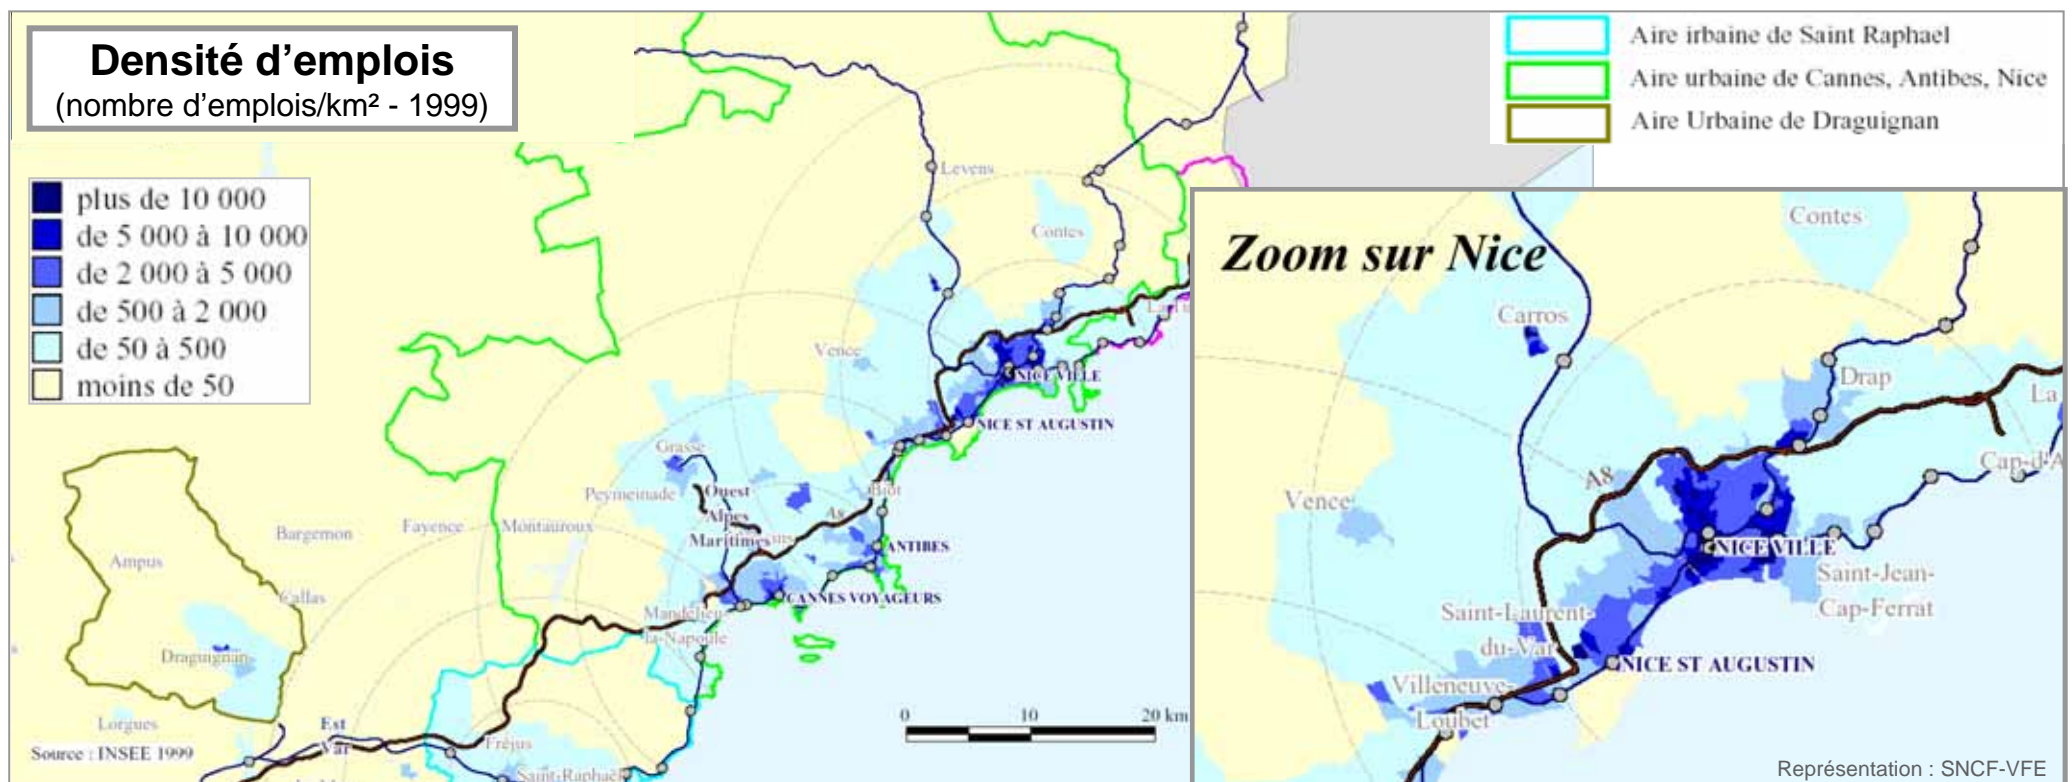 Densité d’emplois
(nombre d’emplois/km² - 1999)
Aire irbaine de Saint Raphael
Aire urbaine de Cannes, Antibes, Nice
Aire Urbaine de Draguignan
plus de 10 000
de 5 000 à 10 000
de 2 000 à 5 000
de 500 à 2 000
de 50 à 500
moins de 50
Levens
Contes
Vence
NICE VILLE
NICE ST AUGUSTIN
Grasse
Peymeinade
Ouest
Alpes
Maritimes
A8
Biot
ANTIBES
CANNES VOYAGEURS
Bargemon
Fayence
Montauroux
Ampus
Callas
Mandelieu
la-Napoule
Draguignan
Lorgues
Est
Var
Fréjus
Saint-Raphaël
Source : INSEE 1999
0 10 20 km
Zoom sur Nice
Contes
Carros
Drap
La
A8
Cap-d'A
Vence
NICE VILLE
Saint-Jean-
Cap-Ferrat
Saint-Laurent-
du-Var
NICE ST AUGUSTIN
Villeneuve-
Loubet
Représentation : SNCF-VFE